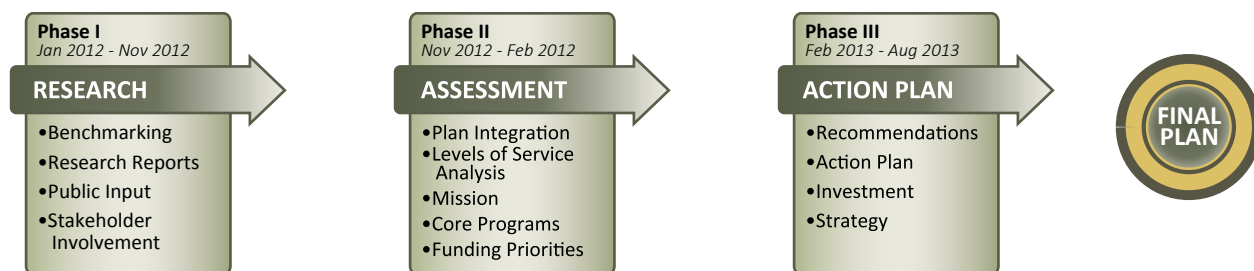 Phase I
Jan 2012 - Nov 2012
RESEARCH
•Benchmarking
•Research Reports
•Public Input
•Stakeholder
Involvement
Phase II
Nov 2012 - Feb 2012
ASSESSMENT
•Plan Integration
•Levels of Service
Analysis
•Mission
•Core Programs
•Funding Priorities
Phase III
Feb 2013 - Aug 2013
ACTION PLAN
•Recommendations
•Action Plan
•Investment
•Strategy
FINAL
PLAN